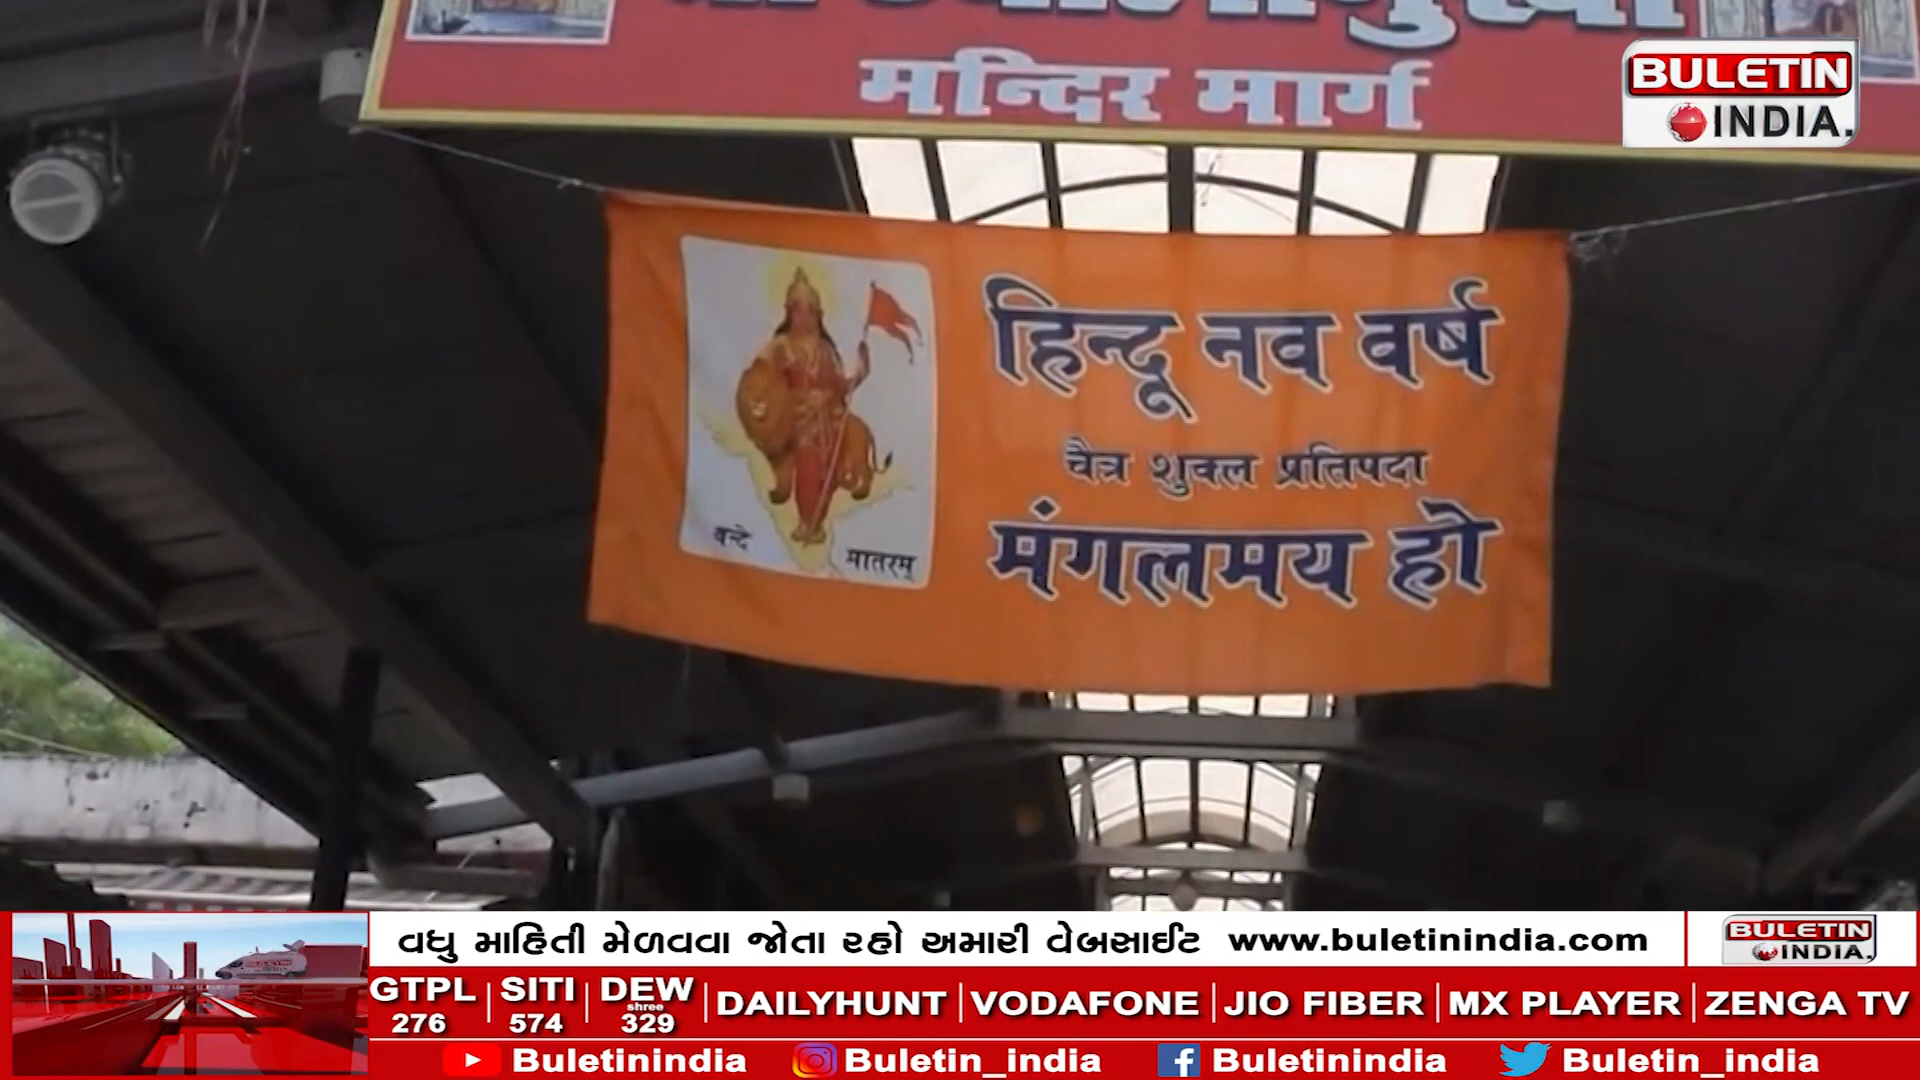 मन्दिर मार्ग
BULETIN
INDIA.
हिन्दू नव वर्ष
चैत्र शुक्ल प्रतिपदा
मंगलमय हो
वन्दे
मातरम्
વધુ માહિતી મેળવવા જોતા રહો અમારી વેબસાઈટ www.buletinindia.com
BULETIN
INDIA.
GTPL 276 | SITI 574 | DEW shree 329 | DAILYHUNT | VODAFONE | JIO FIBER | MX PLAYER | ZENGA TV
Buletinindia Buletin_india Buletinindia Buletin_india